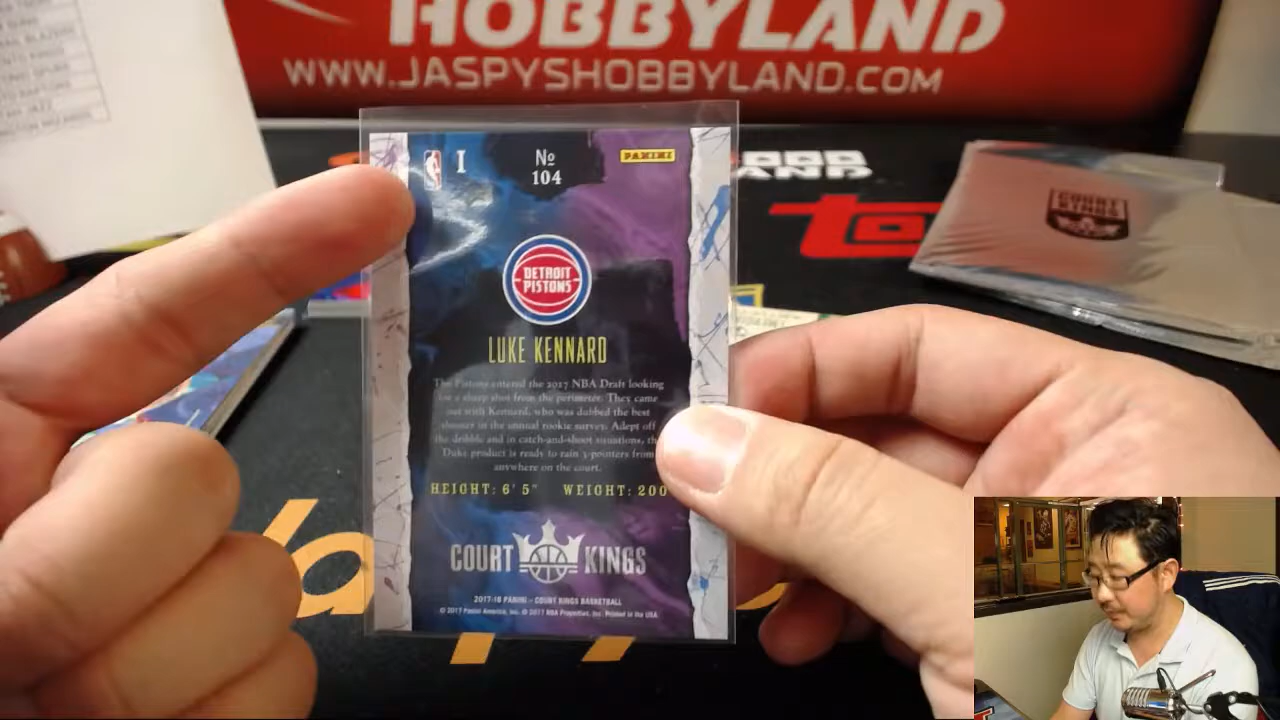 HOBBYLAND
WWW.JASPYSHOBBYLAND.COM
I
No
104
PANINI
DETROIT
PISTONS
LUKE KENNARD
The Pistons entered the 2017 NBA Draft looking
for a sharp shot from the perimeter. They came
out with Kennard, who was dubbed the best
shooter in the annual rookie survey. Adept off
the dribble and in catch-and-shoot situations, the
Duke product is ready to rain 3-pointers from
anywhere on the court.
HEIGHT: 6' 5" WEIGHT: 200
COURT KINGS
2017-18 PANINI - COURT KINGS BASKETBALL
© 2017 Panini America, Inc. © 2017 NBA Properties, Inc. Printed in the USA
COURT
KINGS